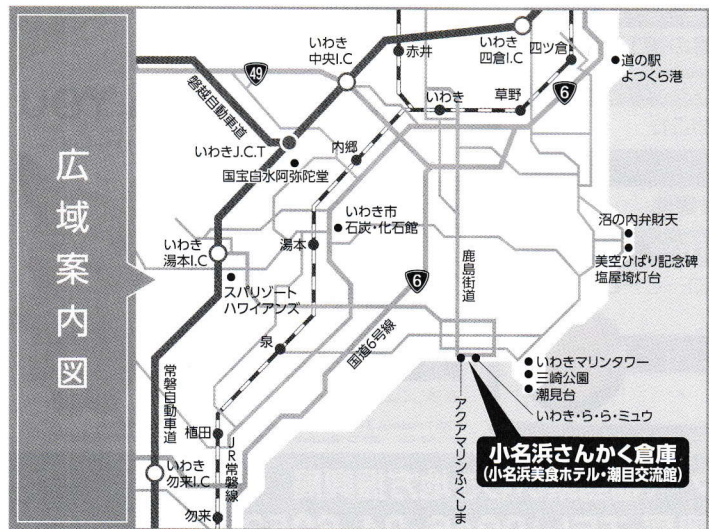 広域案内図
いわき
中央I.C
赤井
いわき
四倉I.C
四ツ倉
道の駅
よつくら港
49
6
磐越自動車道
いわき
草野
いわきJ.C.T
内郷
国宝白水阿弥陀堂
いわき市
石炭・化石館
沼の内弁財天
いわき
湯本I.C
湯本
鹿島街道
美空ひばり記念碑
塩屋埼灯台
スパリゾート
ハワイアンズ
6
泉
国道6号線
いわきマリンタワー
三崎公園
潮見台
いわき・ら・ら・ミュウ
常磐自動車道
アクアマリンふくしま
植田
JR常磐線
小名浜さんかく倉庫
(小名浜美食ホテル・潮目交流館)
いわき
勿来I.C
勿来